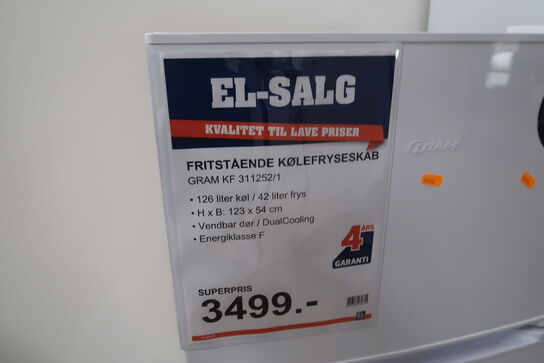 EL-SALG
KVALITET TIL LAVE PRISER
FRITSTÅENDE KØLEFRYSESKAB
GRAM KF 311252/1
• 126 liter køl / 42 liter frys
• H x B: 123 x 54 cm
• Vendbar dør / DualCooling
• Energiklasse F
4 ÅRS
GARANTI
SUPERPRIS
3499.-
EL
GRAM